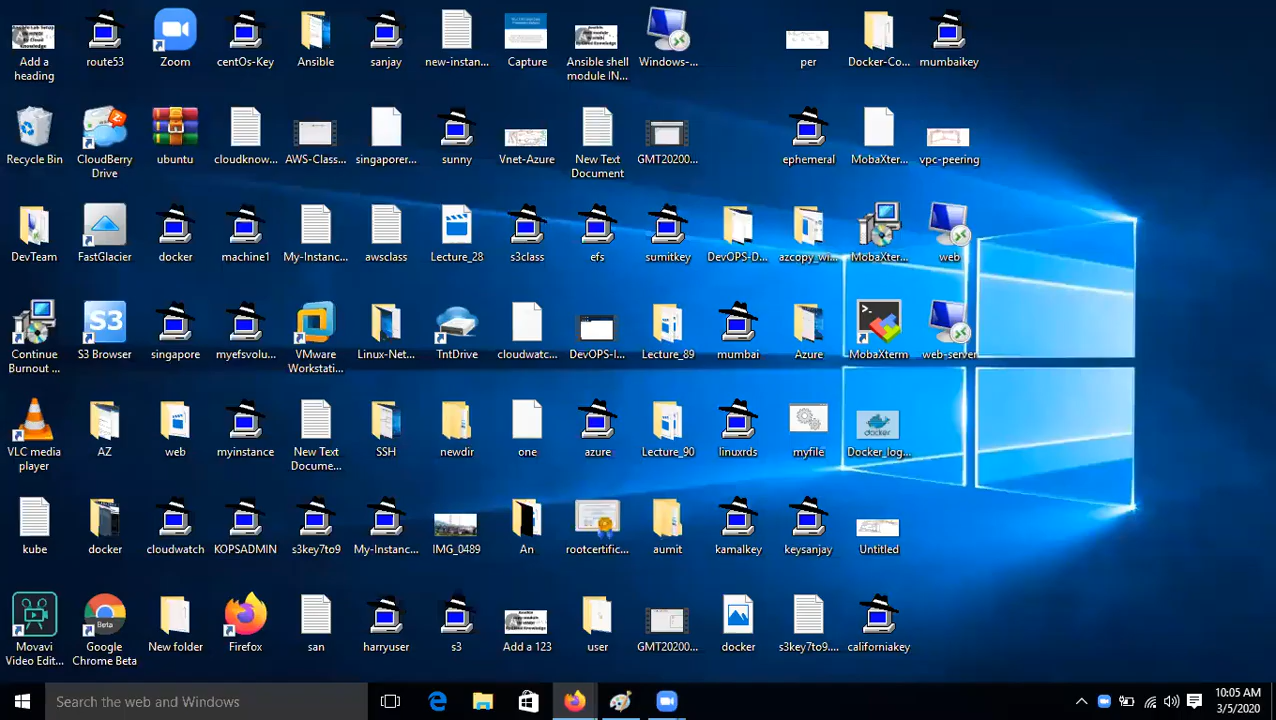 Add a heading
route53
Zoom
centOs-Key
Ansible
sanjay
new-instan...
Capture
Ansible shell module IN...
Windows-...
per
Docker-Co...
mumbaikey
Recycle Bin
CloudBerry Drive
ubuntu
cloudknow...
AWS-Class...
singaporer...
sunny
Vnet-Azure
New Text Document
GMT20200...
ephemeral
MobaXter...
vpc-peering
DevTeam
FastGlacier
docker
machine1
My-Instanc...
awsclass
Lecture_28
s3class
efs
sumitkey
DevOPS-D...
azcopy_wi...
MobaXter...
web
Continue Burnout ...
S3
S3 Browser
singapore
myefsvolu...
VMware Workstati...
Linux-Net...
TntDrive
cloudwatc...
DevOPS-I...
Lecture_89
mumbai
Azure
MobaXterm
web-server
VLC media player
AZ
web
myinstance
New Text Docume...
SSH
newdir
one
azure
Lecture_90
linuxrds
myfile
docker
Docker_log...
kube
docker
cloudwatch
KOPSADMIN
s3key7to9
My-Instanc...
IMG_0489
An
rootcertific...
aumit
kamalkey
keysanjay
Untitled
Movavi Video Edit...
Beta
Google Chrome Beta
New folder
Firefox
san
harryuser
s3
Add a 123
user
GMT20200...
docker
s3key7to9...
californiakey
Search the web and Windows
10:05 AM
3/5/2020